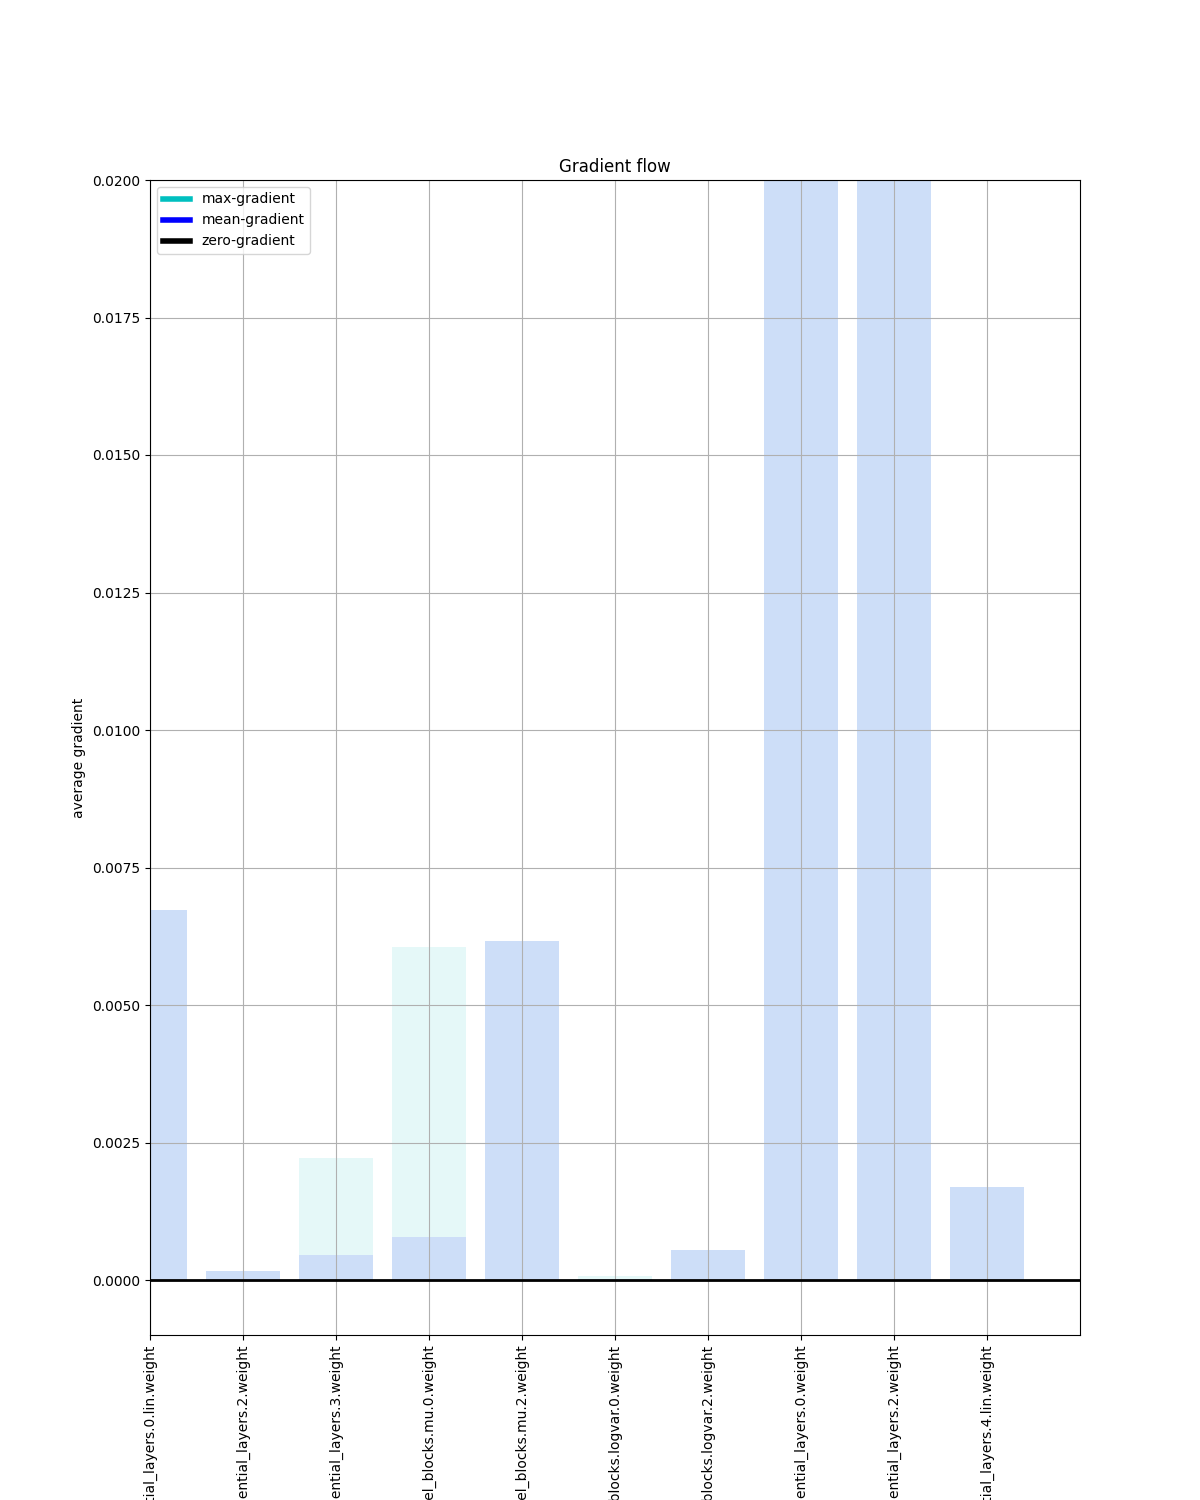 Gradient flow
max-gradient
mean-gradient
zero-gradient
0.0200
0.0175
0.0150
0.0125
0.0100
0.0075
0.0050
0.0025
0.0000
average gradient
tial_layers.0.lin.weight
ential_layers.2.weight
ential_layers.3.weight
el_blocks.mu.0.weight
el_blocks.mu.2.weight
blocks.logvar.0.weight
blocks.logvar.2.weight
ential_layers.0.weight
ential_layers.2.weight
tial_layers.4.lin.weight